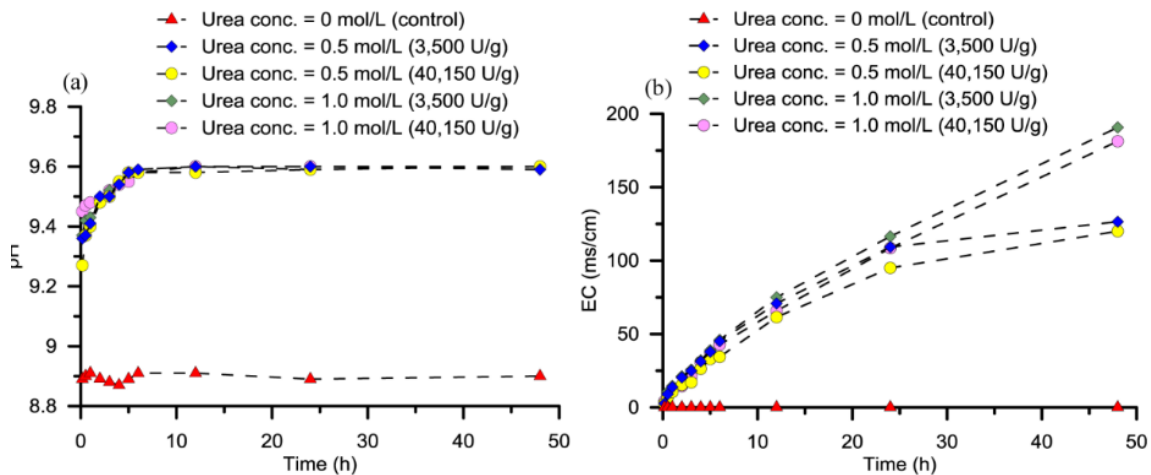 Urea conc. = 0 mol/L (control)
Urea conc. = 0.5 mol/L (3,500 U/g)
Urea conc. = 0.5 mol/L (40,150 U/g)
Urea conc. = 1.0 mol/L (3,500 U/g)
Urea conc. = 1.0 mol/L (40,150 U/g)
(a)
9.8
9.6
9.4
9.2
9
8.8
pH
0
10
20
30
40
50
Time (h)
Urea conc. = 0 mol/L (control)
Urea conc. = 0.5 mol/L (3,500 U/g)
Urea conc. = 0.5 mol/L (40,150 U/g)
Urea conc. = 1.0 mol/L (3,500 U/g)
Urea conc. = 1.0 mol/L (40,150 U/g)
(b)
200
150
100
50
0
EC (ms/cm)
0
10
20
30
40
50
Time (h)